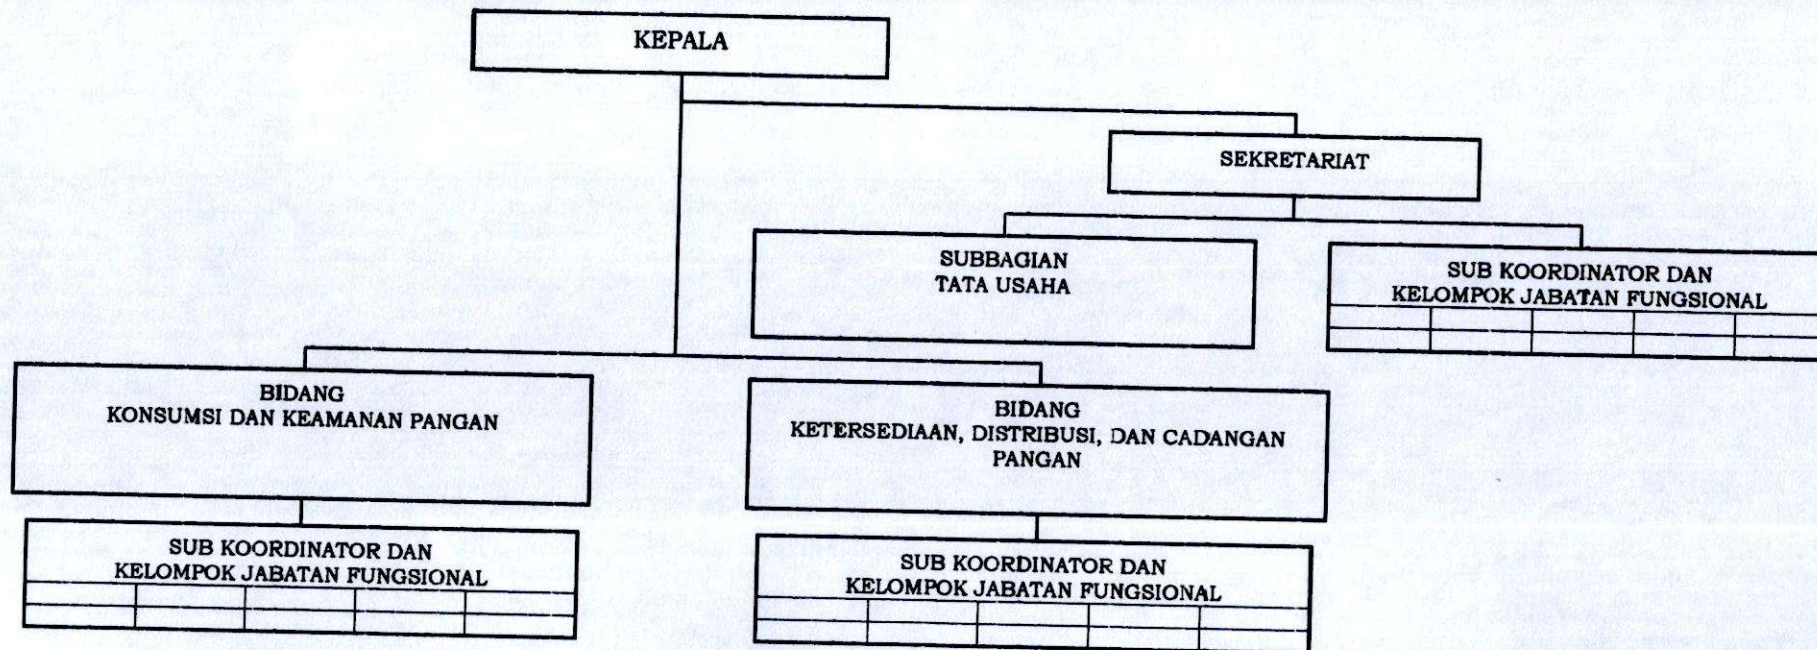 KEPALA
SEKRETARIAT
SUBBAGIAN
TATA USAHA
SUB KOORDINATOR DAN
KELOMPOK JABATAN FUNGSIONAL
BIDANG
KONSUMSI DAN KEAMANAN PANGAN
BIDANG
KETERSEDIAAN, DISTRIBUSI, DAN CADANGAN
PANGAN
SUB KOORDINATOR DAN
KELOMPOK JABATAN FUNGSIONAL
SUB KOORDINATOR DAN
KELOMPOK JABATAN FUNGSIONAL